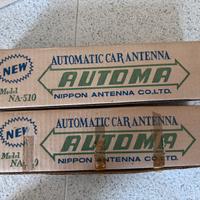 NEW
AUTOMATIC CAR ANTENNA
AUTOMA
Model
NA-510
NIPPON ANTENNA CO.,LTD.
NEW
AUTOMATIC CAR ANTENNA
AUTOMA
Model
NIPPON ANTENNA CO.,LTD.